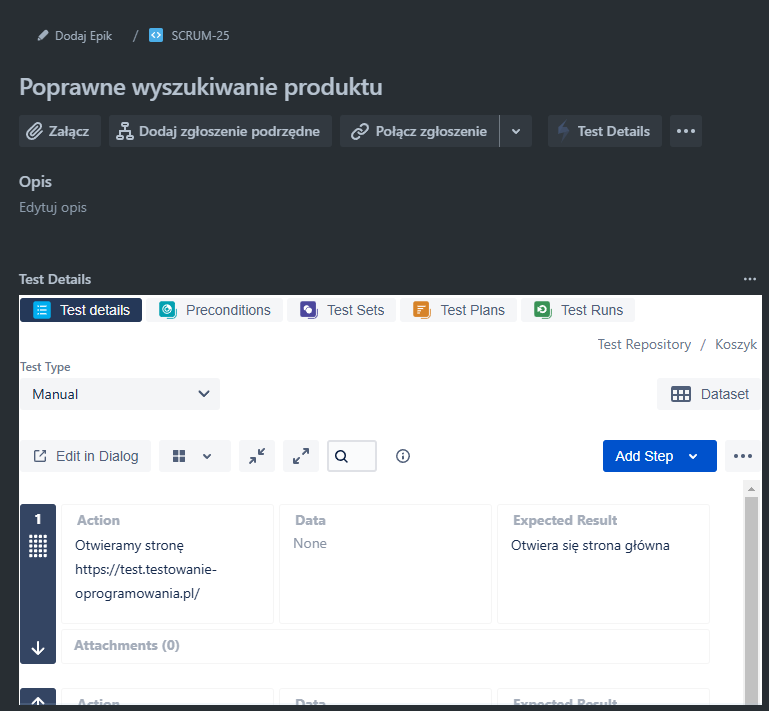 Dodaj Epik / SCRUM-25
Poprawne wyszukiwanie produktu
Załącz Dodaj zgłoszenie podrzędne Połącz zgłoszenie Test Details
Opis
Edytuj opis
Test Details
Test details Preconditions Test Sets Test Plans Test Runs
Test Repository / Koszyk
Test Type
Manual Dataset
Edit in Dialog Add Step
1 Action Data Expected Result
Otwieramy stronę None Otwiera się strona główna
https://test.testowanie-
oprogramowania.pl/
Attachments (0)
Action Data Expected Result